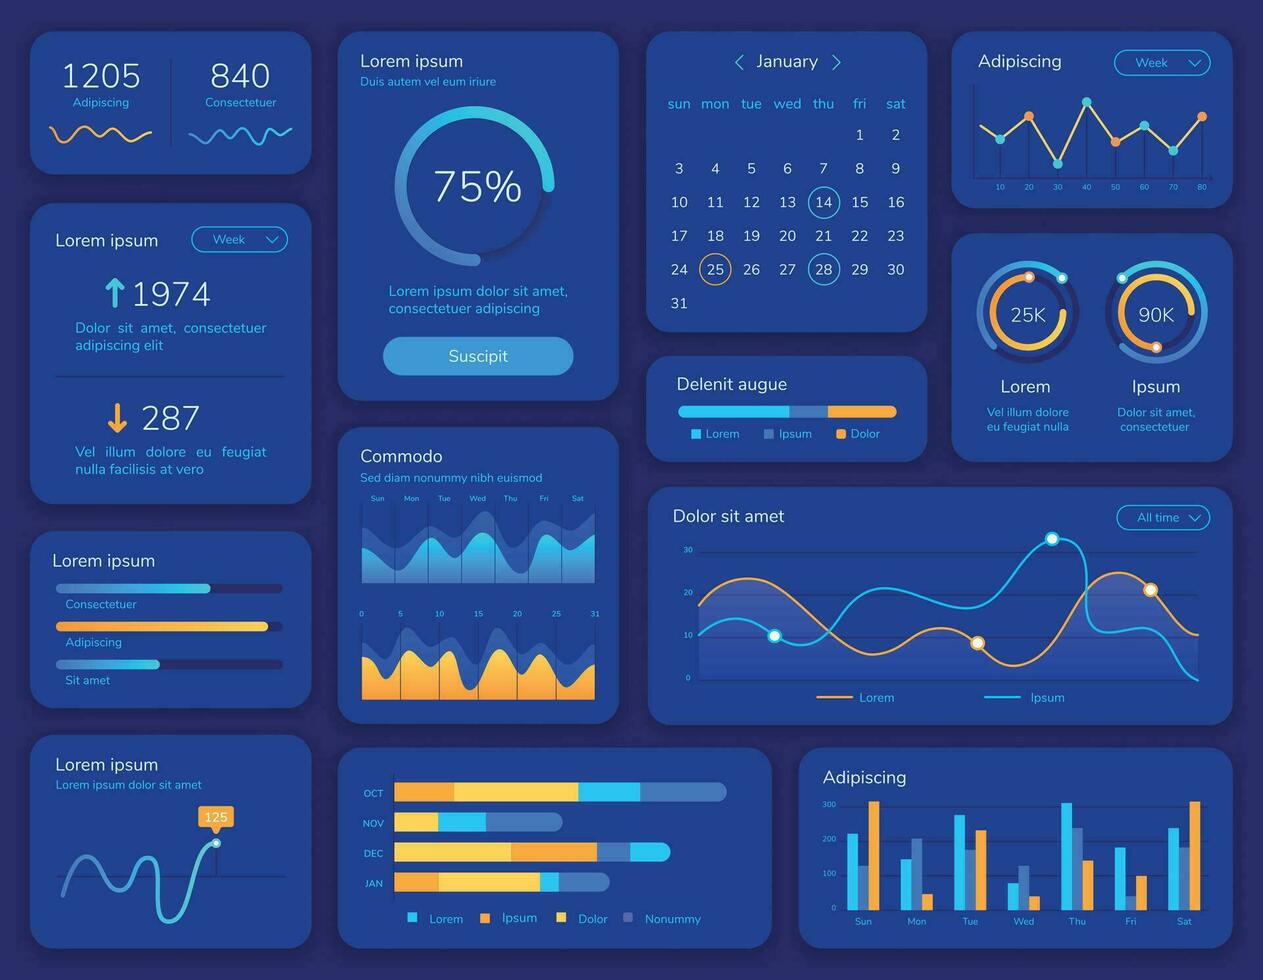 1205
840
Adipiscing
Consectetuer
Lorem ipsum
Week
1974
Dolor sit amet, consectetuer
adipiscing elit
287
Vel illum dolore eu feugiat
nulla facilisis at vero
Lorem ipsum
Consectetuer
Adipiscing
Sit amet
Lorem ipsum
Lorem ipsum dolor sit amet
125
Lorem ipsum
Duis autem vel eum iriure
75%
Lorem ipsum dolor sit amet,
consectetuer adipiscing
Suscipit
Commodo
Sed diam nonummy nibh euismod
Sun Mon Tue Wed Thu Fri Sat
0 5 10 15 20 25 31
January
sun mon tue wed thu fri sat
1 2
3 4 5 6 7 8 9
10 11 12 13 14 15 16
17 18 19 20 21 22 23
24 25 26 27 28 29 30
31
Delenit augue
Lorem Ipsum Dolor
Adipiscing
Week
10 20 30 40 50 60 70 80
25K
90K
Lorem
Ipsum
Vel illum dolore
eu feugiat nulla
Dolor sit amet,
consectetuer
Dolor sit amet
All time
30
20
10
0
Lorem
Ipsum
OCT
NOV
DEC
JAN
Lorem Ipsum Dolor Nonummy
Adipiscing
300
200
100
0
Sun Mon Tue Wed Thu Fri Sat